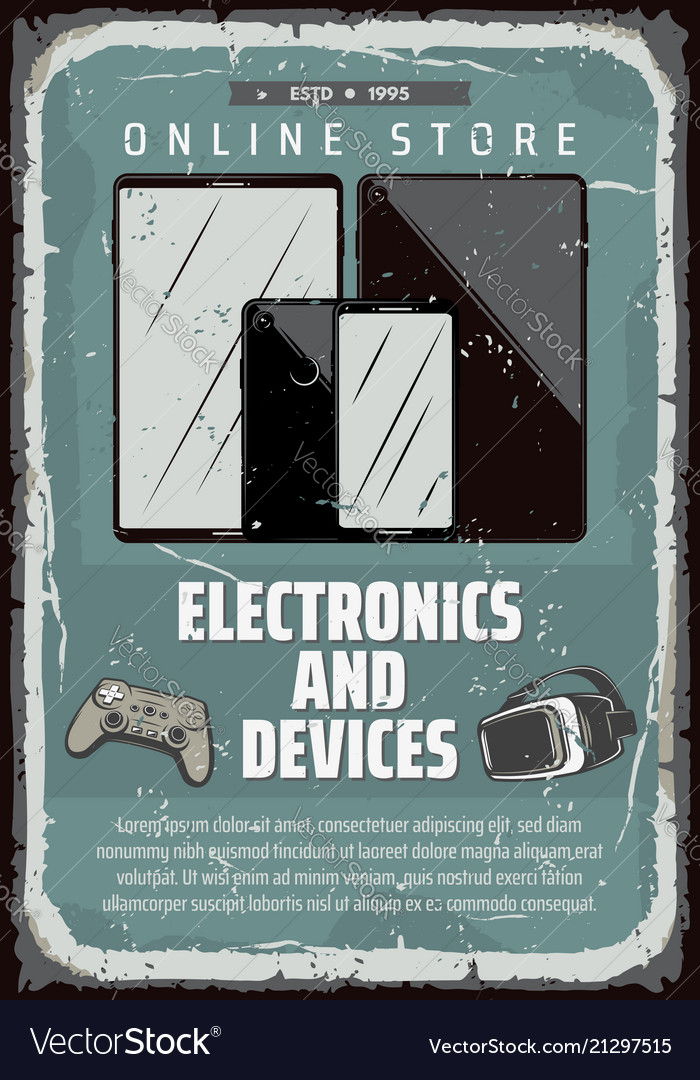 ESTD • 1995
ONLINE STORE
ELECTRONICS
AND
DEVICES
Lorem ipsum dolor sit amet, consectetuer adipiscing elit, sed diam
nonummy nibh euismod tincidunt ut laoreet dolore magna aliquam erat
volutpat. Ut wisi enim ad minim veniam, quis nostrud exerci tation
ullamcorper suscipit lobortis nisl ut aliquip ex ea commodo consequat.
VectorStock®
VectorStock.com/21297515